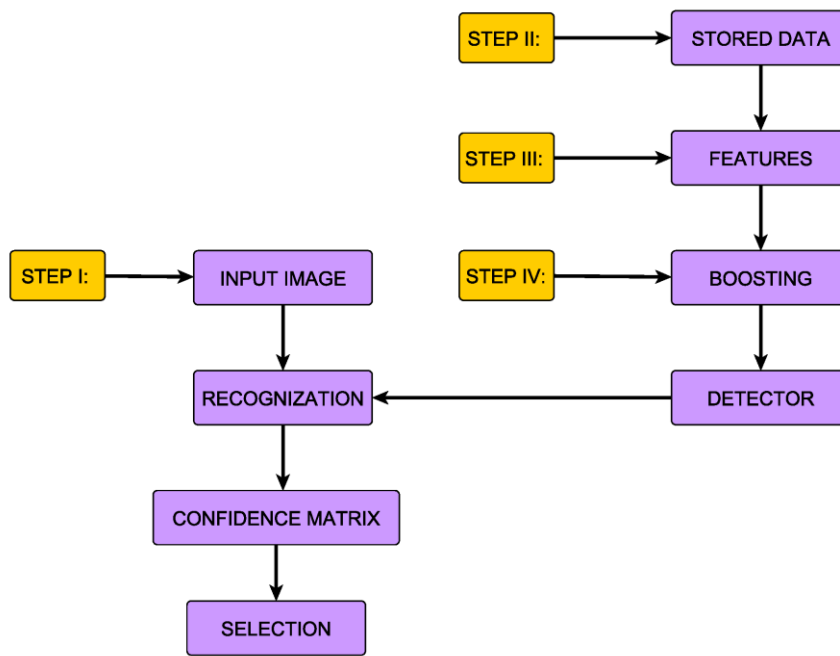 STEP II:
STORED DATA
STEP III:
FEATURES
STEP I:
INPUT IMAGE
STEP IV:
BOOSTING
RECOGNIZATION
DETECTOR
CONFIDENCE MATRIX
SELECTION